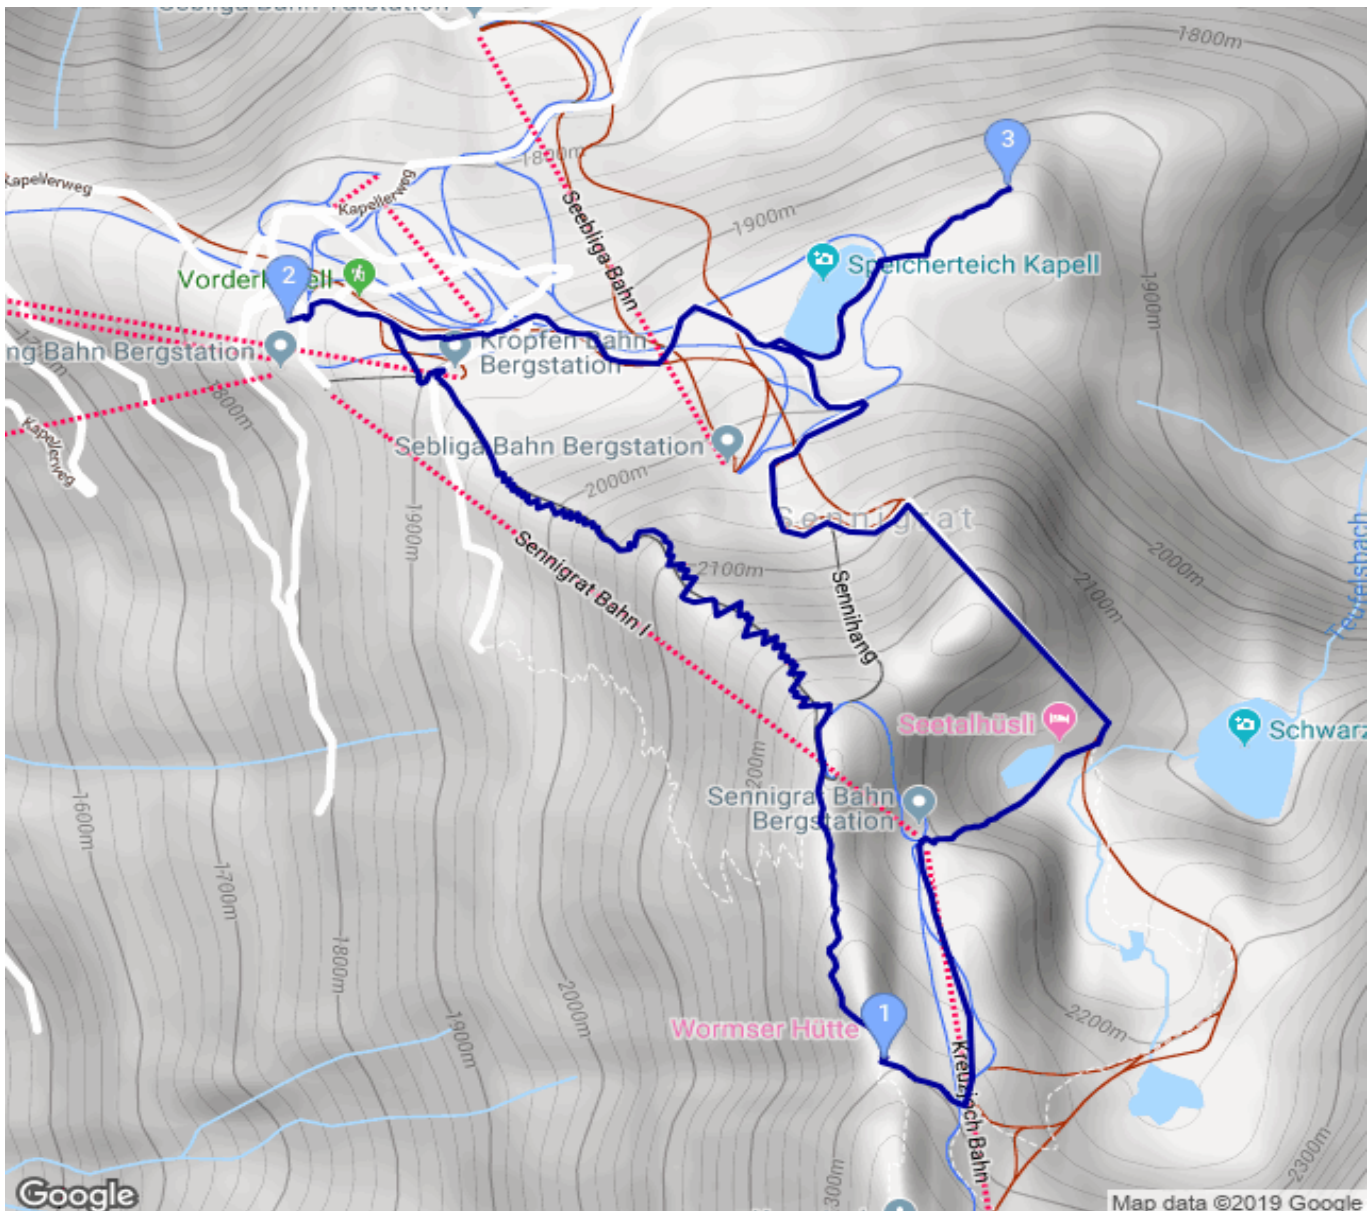 1800m
Kapellerweg
1800m
3
Kapellerweg
Seebliga Bahn
1900m
Speicherteich Kapell
2
1900m
Bahn Bergstation
Kropfen Bahn
Bergstation
1800m
Kapellerweg
Sebliga Bahn Bergstation
2000m
1900m
Sennigrat
Sennigrat Bahn I
2100m
Sennihang
2000m
2100m
Teufelsbach
Seetalhüsli
Schwarz
Sennigrat Bahn
Bergstation
1600m
1700m
1800m
2000m
1900m
1
Wormser Hütte
2200m
Kreuzjoch Bahn
2300m
Google
Map data ©2019 Google